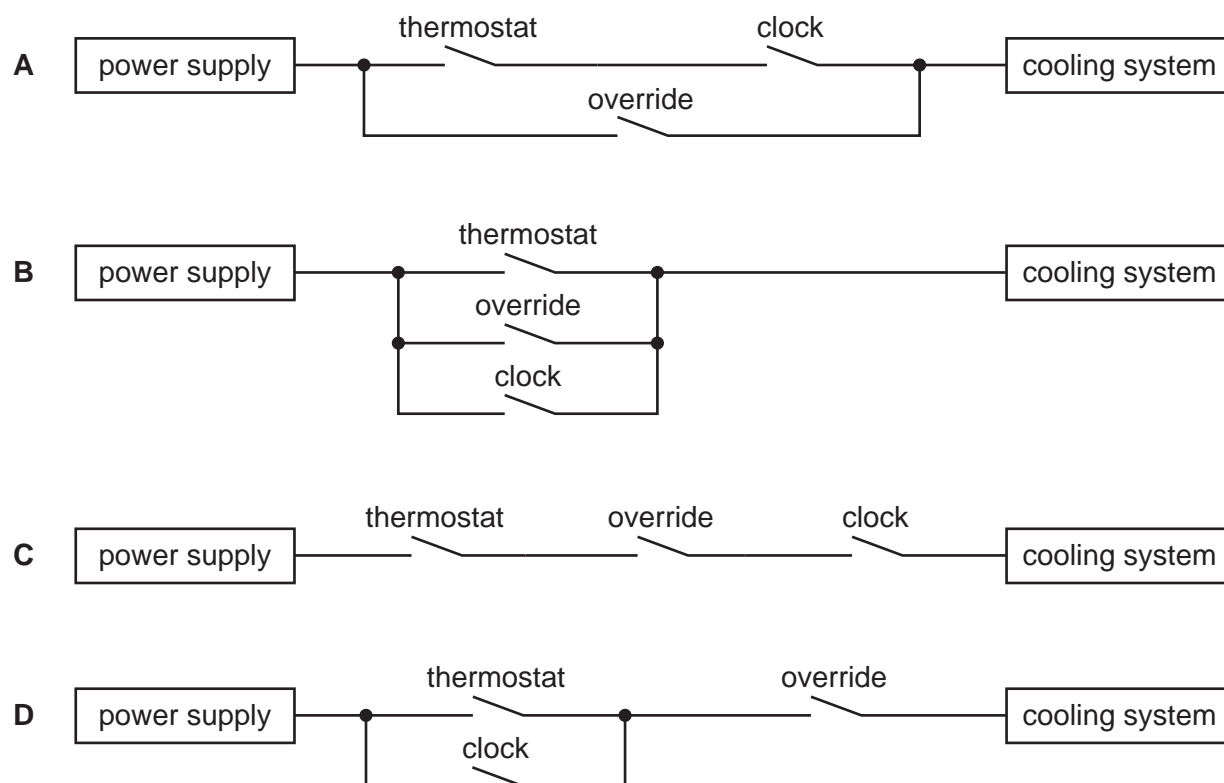 thermostat clock
A power supply cooling system
override
thermostat
B power supply cooling system
override
clock
thermostat override clock
C power supply cooling system
thermostat override
D power supply cooling system
clock